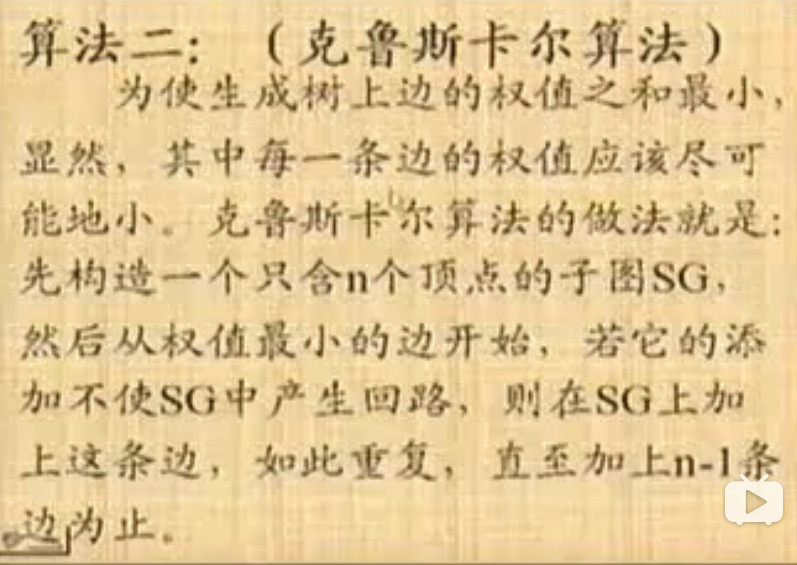 算法二：（克鲁斯卡尔算法）
为使生成树上边的权值之和最小，
显然，其中每一条边的权值应该尽可
能地小。克鲁斯卡尔算法的做法就是：
先构造一个只含n个顶点的子图SG，
然后从权值最小的边开始，若它的添
加不使SG中产生回路，则在SG上加
上这条边，如此重复，直至加上n-1条
边为止。